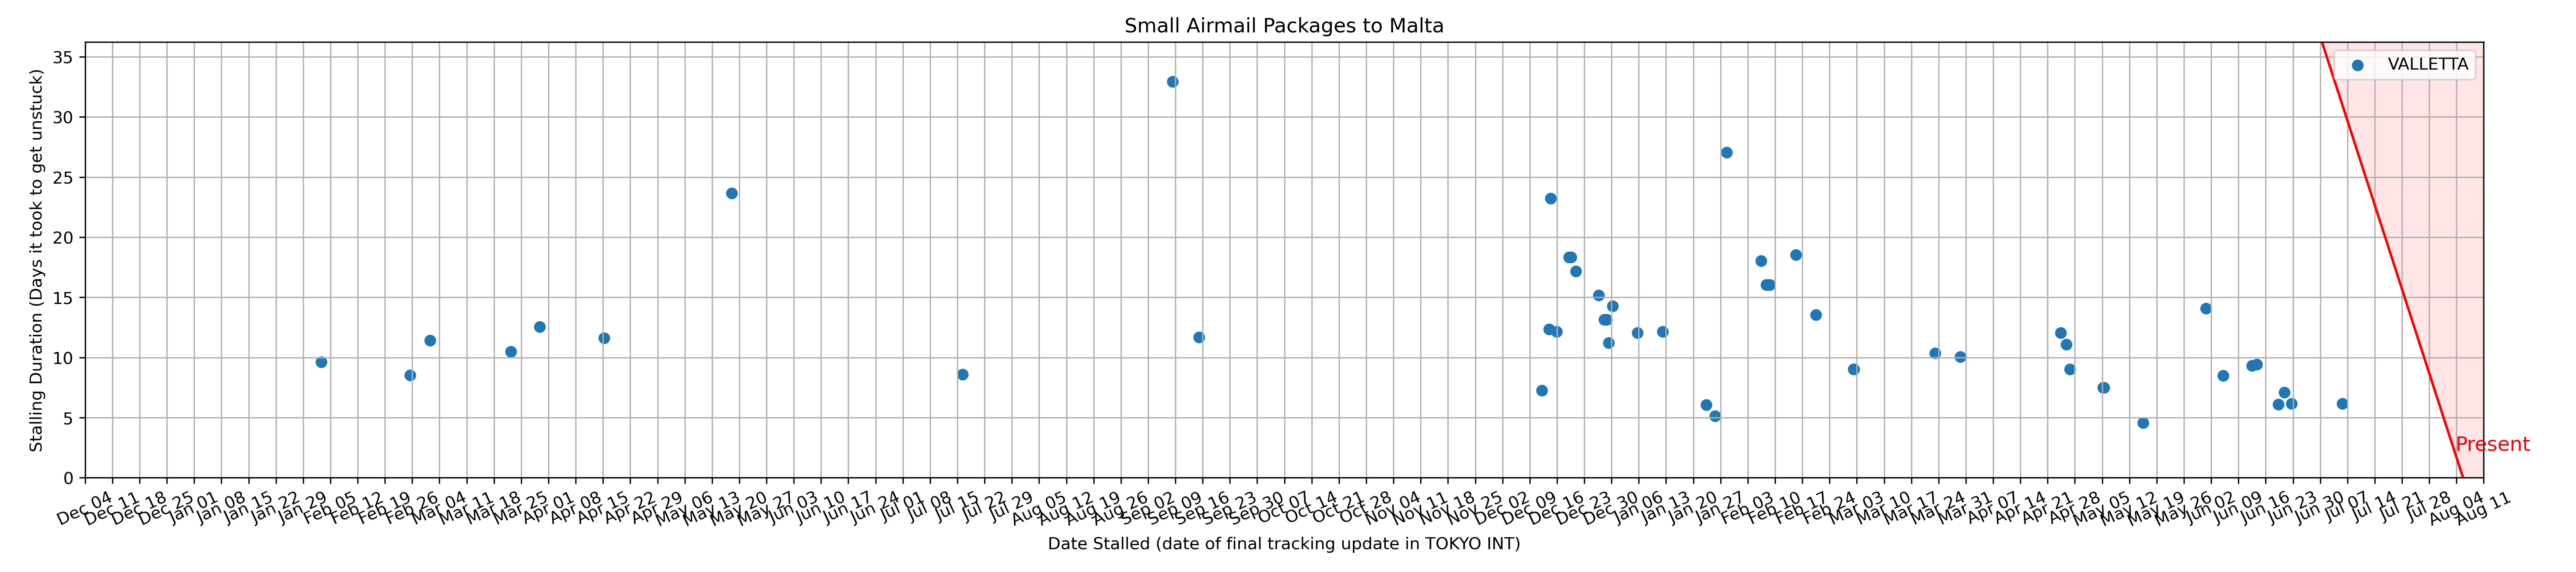 Small Airmail Packages to Malta
Stalling Duration (Days it took to get unstuck)
35
30
25
20
15
10
5
0
VALLETTA
Present
Dec 04
Dec 11
Dec 18
Dec 25
Jan 01
Jan 08
Jan 15
Jan 22
Jan 29
Feb 05
Feb 12
Feb 19
Feb 26
Mar 04
Mar 11
Mar 18
Mar 25
Apr 01
Apr 08
Apr 15
Apr 22
Apr 29
May 06
May 13
May 20
May 27
Jun 03
Jun 10
Jun 17
Jun 24
Jul 01
Jul 08
Jul 15
Jul 22
Jul 29
Aug 05
Aug 12
Aug 19
Aug 26
Sep 02
Sep 09
Sep 16
Sep 23
Sep 30
Oct 07
Oct 14
Oct 21
Oct 28
Nov 04
Nov 11
Nov 18
Nov 25
Dec 02
Dec 09
Dec 16
Dec 23
Dec 30
Jan 06
Jan 13
Jan 20
Jan 27
Feb 03
Feb 10
Feb 17
Feb 24
Mar 03
Mar 10
Mar 17
Mar 24
Mar 31
Apr 07
Apr 14
Apr 21
Apr 28
May 05
May 12
May 19
May 26
Jun 02
Jun 09
Jun 16
Jun 23
Jun 30
Jul 07
Jul 14
Jul 21
Jul 28
Aug 04
Aug 11
Date Stalled (date of final tracking update in TOKYO INT)